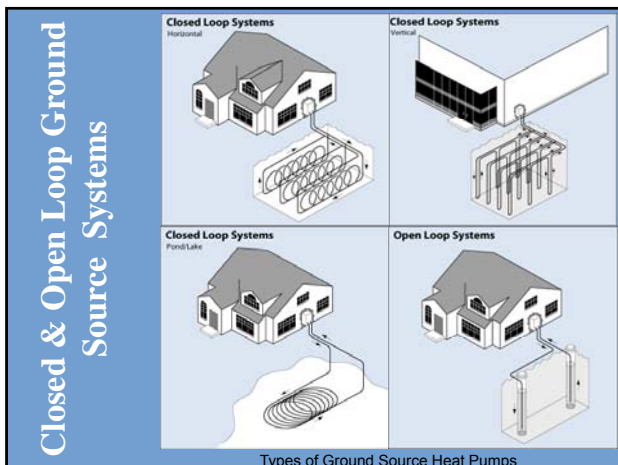 Closed & Open Loop Ground
Source Systems
Closed Loop Systems
Horizontal
Closed Loop Systems
Vertical
Closed Loop Systems
Pond/Lake
Open Loop Systems
Types of Ground Source Heat Pumps